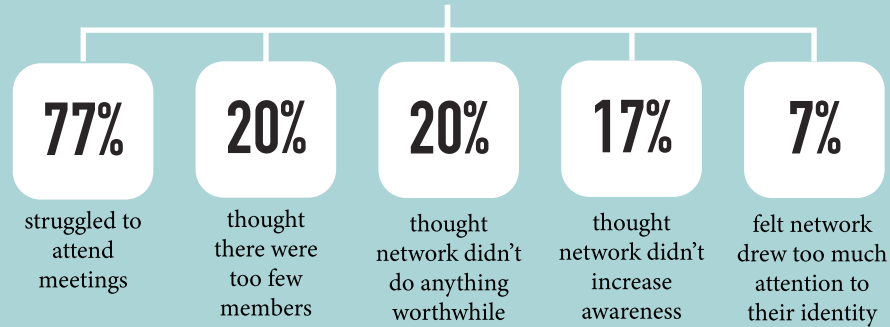 77%
struggled to
attend
meetings
20%
thought
there were
too few
members
20%
thought
network didn’t
do anything
worthwhile
17%
thought
network didn’t
increase
awareness
7%
felt network
drew too much
attention to
their identity